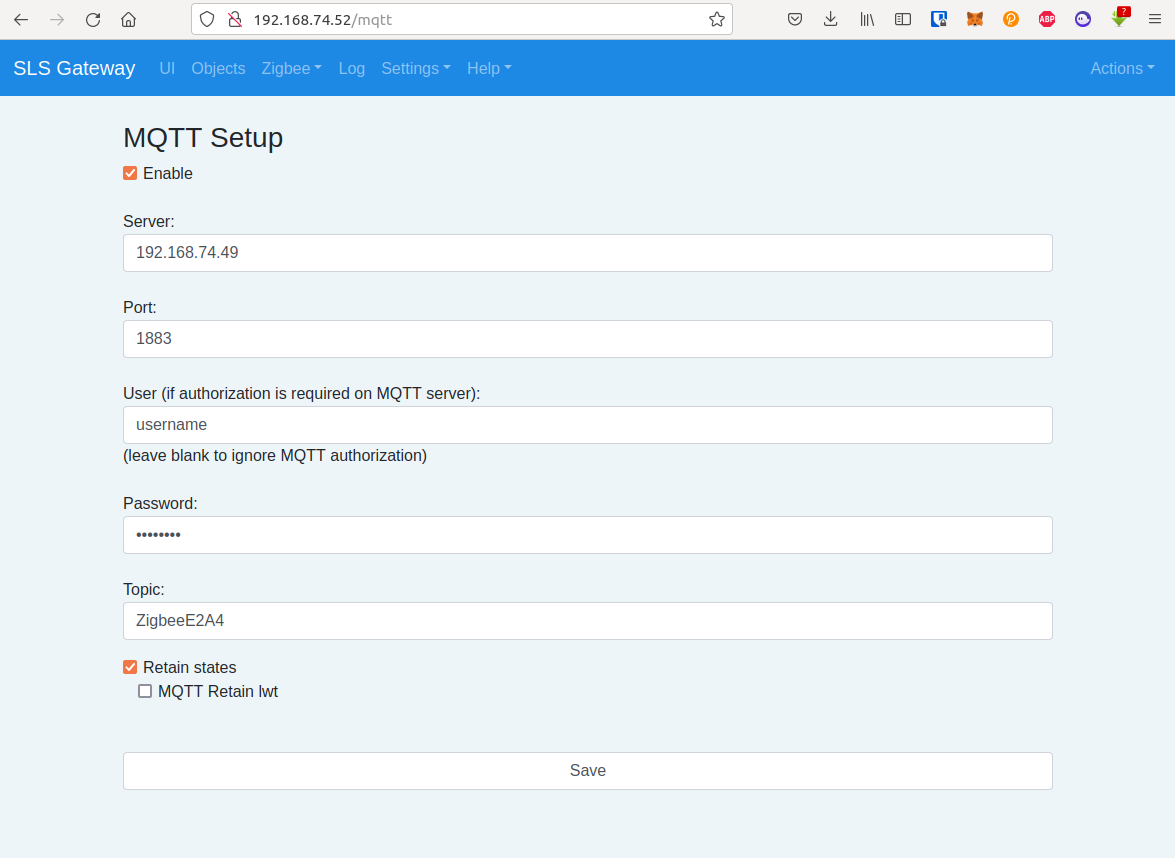 192.168.74.52/mqtt
ABP
?
SLS Gateway UI Objects Zigbee Log Settings Help Actions
MQTT Setup
Enable
Server:
192.168.74.49
Port:
1883
User (if authorization is required on MQTT server):
username
(leave blank to ignore MQTT authorization)
Password:
••••••••
Topic:
ZigbeeE2A4
Retain states
MQTT Retain lwt
Save